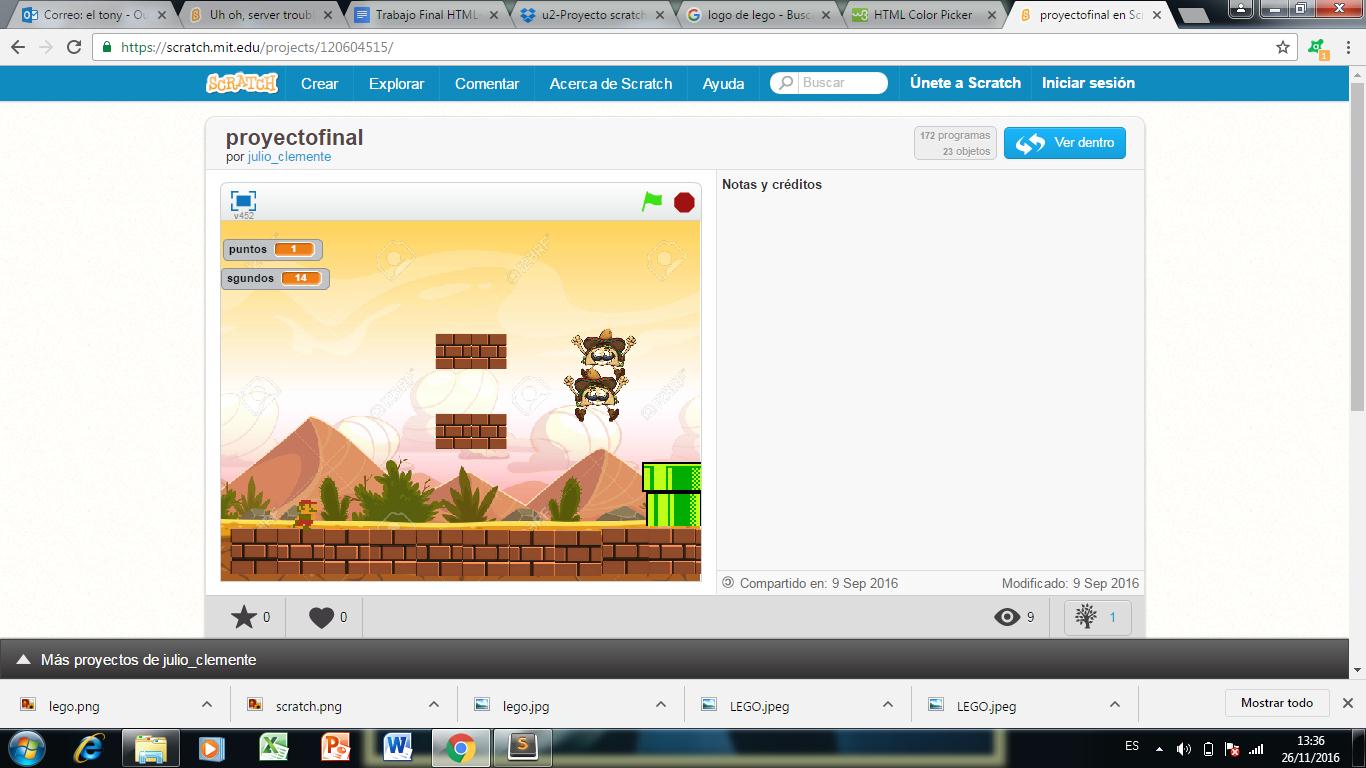 Correo: el tony - Ou
Uh oh, server troubl
Trabajo Final HTML
u2-Proyecto scratch
logo de lego - Busc
HTML Color Picker
proyectofinal en Scr
https://scratch.mit.edu/projects/120604515/
1
SCRATCH
Crear
Explorar
Comentar
Acerca de Scratch
Ayuda
Buscar
Únete a Scratch
Iniciar sesión
proyectofinal
por julio_clemente
172 programas
23 objetos
Ver dentro
v452
Notas y créditos
puntos 1
sgundos 14
123RF
Compartido en: 9 Sep 2016
Modificado: 9 Sep 2016
0
0
9
1
Más proyectos de julio_clemente
lego.png
scratch.png
lego.jpg
LEGO.jpeg
LEGO.jpeg
Mostrar todo
ES
13:36
26/11/2016